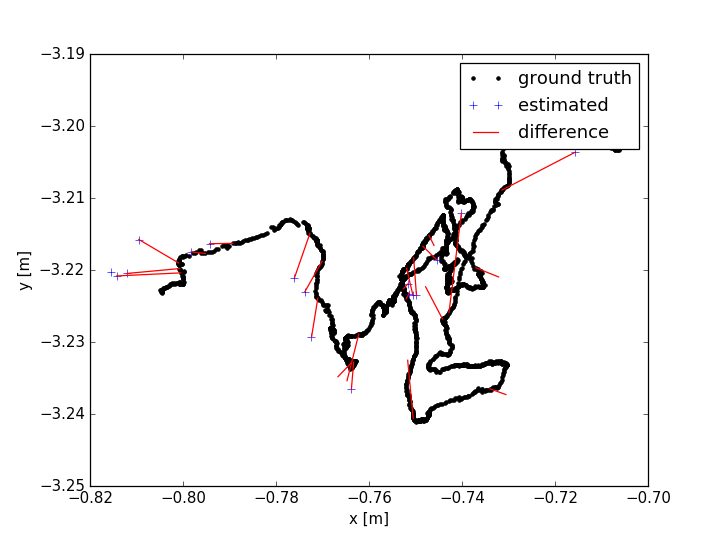 −3.19
−3.20
−3.21
−3.22
−3.23
−3.24
−3.25
y [m]
ground truth
estimated
difference
−0.82 −0.80 −0.78 −0.76 −0.74 −0.72 −0.70
x [m]